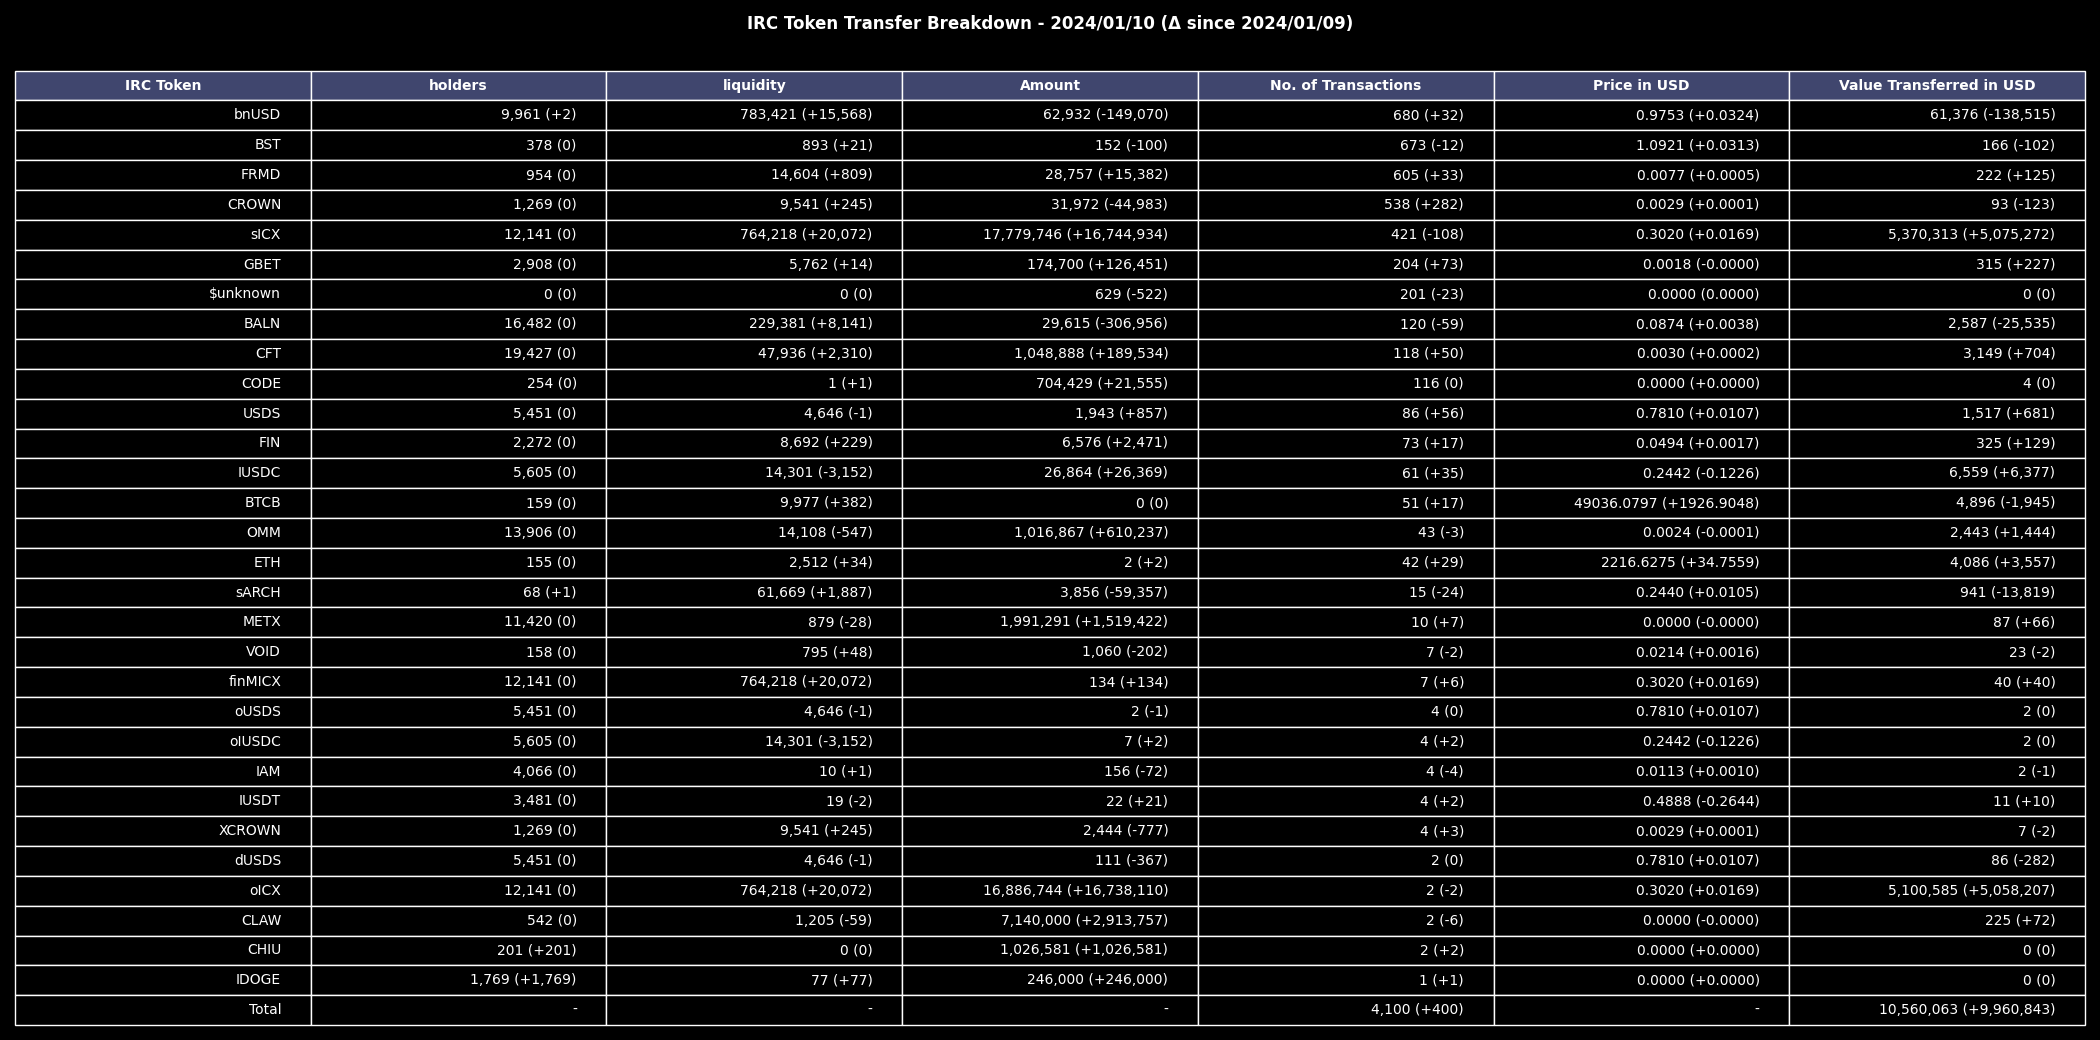 IRC Token Transfer Breakdown - 2024/01/10 (Δ since 2024/01/09)
IRC Token holders liquidity Amount No. of Transactions Price in USD Value Transferred in USD
bnUSD 9,961 (+2) 783,421 (+15,568) 62,932 (-149,070) 680 (+32) 0.9753 (+0.0324) 61,376 (-138,515)
BST 378 (0) 893 (+21) 152 (-100) 673 (-12) 1.0921 (+0.0313) 166 (-102)
FRMD 954 (0) 14,604 (+809) 28,757 (+15,382) 605 (+33) 0.0077 (+0.0005) 222 (+125)
CROWN 1,269 (0) 9,541 (+245) 31,972 (-44,983) 538 (+282) 0.0029 (+0.0001) 93 (-123)
sICX 12,141 (0) 764,218 (+20,072) 17,779,746 (+16,744,934) 421 (-108) 0.3020 (+0.0169) 5,370,313 (+5,075,272)
GBET 2,908 (0) 5,762 (+14) 174,700 (+126,451) 204 (+73) 0.0018 (-0.0000) 315 (+227)
$unknown 0 (0) 0 (0) 629 (-522) 201 (-23) 0.0000 (0.0000) 0 (0)
BALN 16,482 (0) 229,381 (+8,141) 29,615 (-306,956) 120 (-59) 0.0874 (+0.0038) 2,587 (-25,535)
CFT 19,427 (0) 47,936 (+2,310) 1,048,888 (+189,534) 118 (+50) 0.0030 (+0.0002) 3,149 (+704)
CODE 254 (0) 1 (+1) 704,429 (+21,555) 116 (0) 0.0000 (+0.0000) 4 (0)
USDS 5,451 (0) 4,646 (-1) 1,943 (+857) 86 (+56) 0.7810 (+0.0107) 1,517 (+681)
FIN 2,272 (0) 8,692 (+229) 6,576 (+2,471) 73 (+17) 0.0494 (+0.0017) 325 (+129)
IUSDC 5,605 (0) 14,301 (-3,152) 26,864 (+26,369) 61 (+35) 0.2442 (-0.1226) 6,559 (+6,377)
BTCB 159 (0) 9,977 (+382) 0 (0) 51 (+17) 49036.0797 (+1926.9048) 4,896 (-1,945)
OMM 13,906 (0) 14,108 (-547) 1,016,867 (+610,237) 43 (-3) 0.0024 (-0.0001) 2,443 (+1,444)
ETH 155 (0) 2,512 (+34) 2 (+2) 42 (+29) 2216.6275 (+34.7559) 4,086 (+3,557)
sARCH 68 (+1) 61,669 (+1,887) 3,856 (-59,357) 15 (-24) 0.2440 (+0.0105) 941 (-13,819)
METX 11,420 (0) 879 (-28) 1,991,291 (+1,519,422) 10 (+7) 0.0000 (-0.0000) 87 (+66)
VOID 158 (0) 795 (+48) 1,060 (-202) 7 (-2) 0.0214 (+0.0016) 23 (-2)
finMICX 12,141 (0) 764,218 (+20,072) 134 (+134) 7 (+6) 0.3020 (+0.0169) 40 (+40)
oUSDS 5,451 (0) 4,646 (-1) 2 (-1) 4 (0) 0.7810 (+0.0107) 2 (0)
oIUSDC 5,605 (0) 14,301 (-3,152) 7 (+2) 4 (+2) 0.2442 (-0.1226) 2 (0)
IAM 4,066 (0) 10 (+1) 156 (-72) 4 (-4) 0.0113 (+0.0010) 2 (-1)
IUSDT 3,481 (0) 19 (-2) 22 (+21) 4 (+2) 0.4888 (-0.2644) 11 (+10)
XCROWN 1,269 (0) 9,541 (+245) 2,444 (-777) 4 (+3) 0.0029 (+0.0001) 7 (-2)
dUSDS 5,451 (0) 4,646 (-1) 111 (-367) 2 (0) 0.7810 (+0.0107) 86 (-282)
oICX 12,141 (0) 764,218 (+20,072) 16,886,744 (+16,738,110) 2 (-2) 0.3020 (+0.0169) 5,100,585 (+5,058,207)
CLAW 542 (0) 1,205 (-59) 7,140,000 (+2,913,757) 2 (-6) 0.0000 (-0.0000) 225 (+72)
CHIU 201 (+201) 0 (0) 1,026,581 (+1,026,581) 2 (+2) 0.0000 (+0.0000) 0 (0)
IDOGE 1,769 (+1,769) 77 (+77) 246,000 (+246,000) 1 (+1) 0.0000 (+0.0000) 0 (0)
Total - - - 4,100 (+400) - 10,560,063 (+9,960,843)